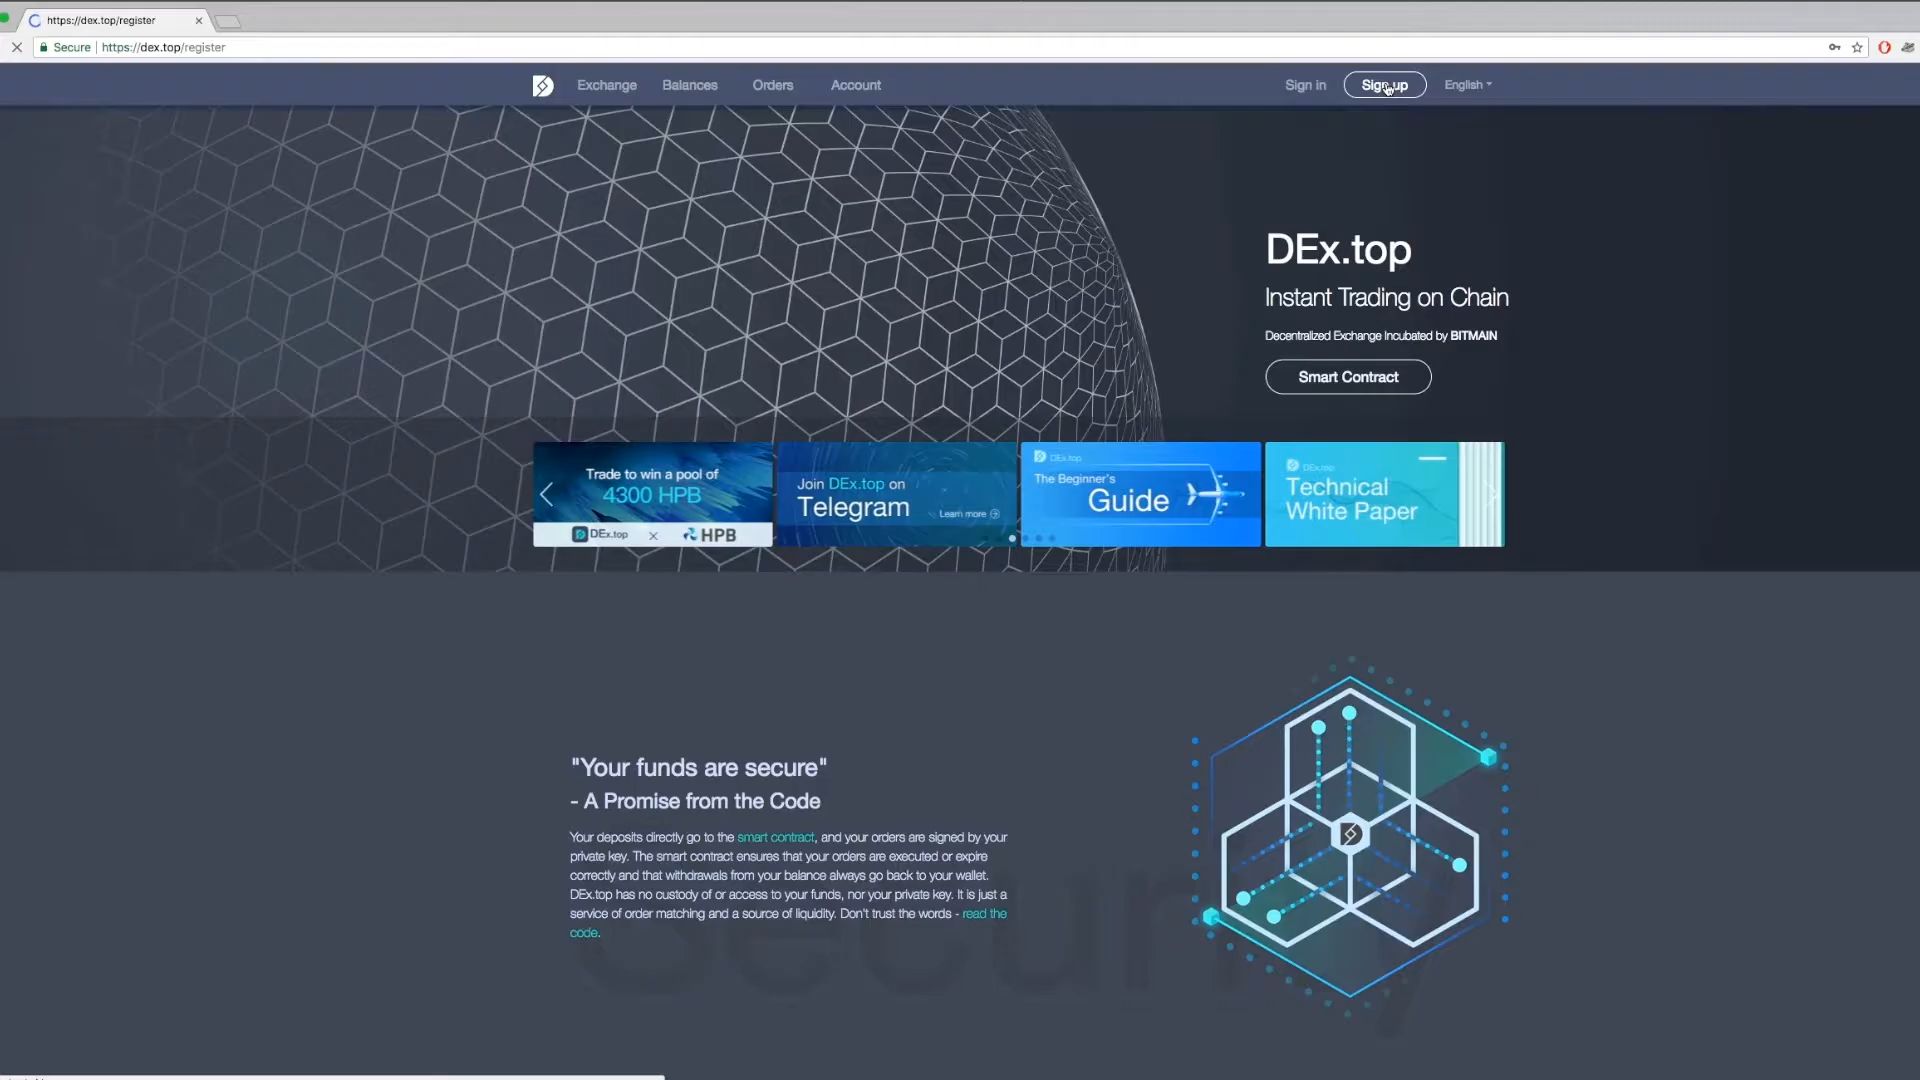 https://dex.top/register
Secure
https://dex.top/register
Exchange
Balances
Orders
Account
Sign in
Sign up
English
DEx.top
Instant Trading on Chain
Decentralized Exchange Incubated by BITMAIN
Smart Contract
Trade to win a pool of
4300 HPB
DEx.top × HPB
Join DEx.top on
Telegram
Learn more
DEx.top
The Beginner's
Guide
DEx.top
Technical
White Paper
"Your funds are secure"
- A Promise from the Code
Your deposits directly go to the smart contract, and your orders are signed by your
private key. The smart contract ensures that your orders are executed or expire
correctly and that withdrawals from your balance always go back to your wallet.
DEx.top has no custody of or access to your funds, nor your private key. It is just a
service of order matching and a source of liquidity. Don't trust the words - read the
code.
Security